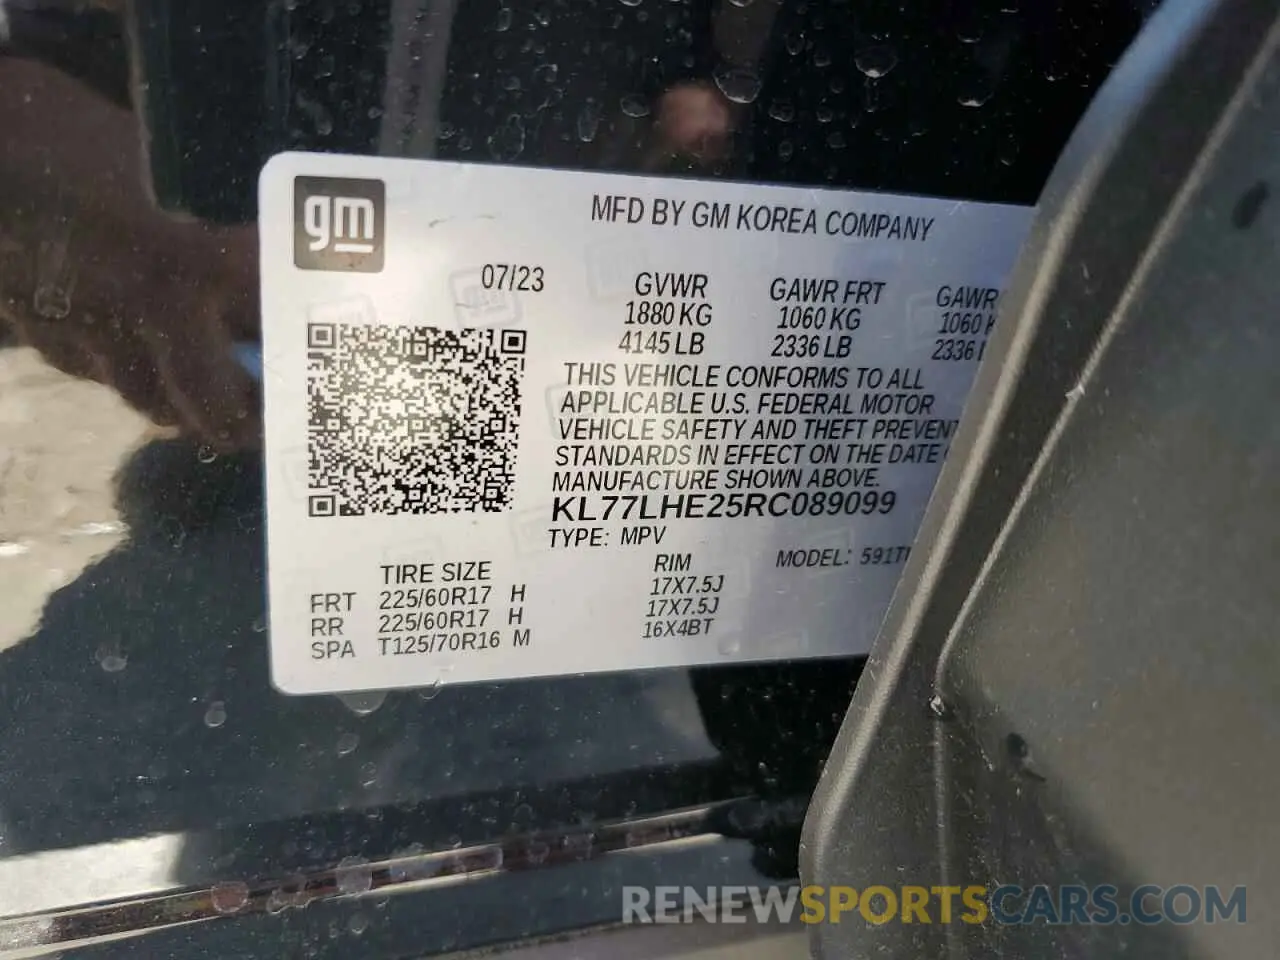 gm
MFD BY GM KOREA COMPANY
07/23
GVWR GAWR FRT GAWR
1880 KG 1060 KG 1060
4145 LB 2336 LB 2336
THIS VEHICLE CONFORMS TO ALL
APPLICABLE U.S. FEDERAL MOTOR
VEHICLE SAFETY AND THEFT PREVENT
STANDARDS IN EFFECT ON THE DATE
MANUFACTURE SHOWN ABOVE.
KL77LHE25RC089099
TYPE: MPV
MODEL: 591T
TIRE SIZE RIM
FRT 225/60R17 H 17X7.5J
RR 225/60R17 H 17X7.5J
SPA T125/70R16 M 16X4BT
RENEWSPORTSCARS.COM